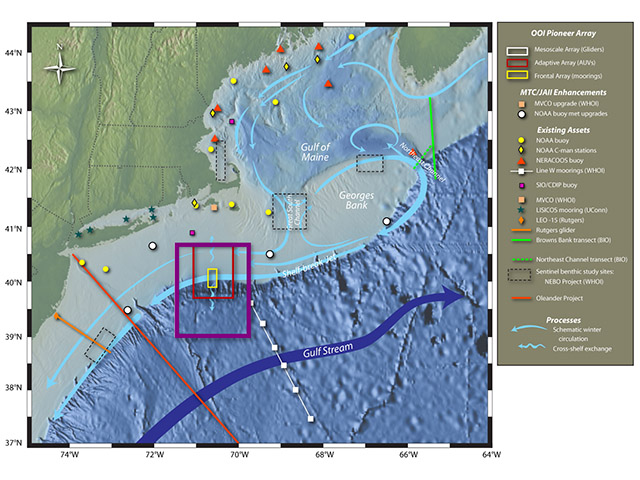 44°N
43°N
42°N
41°N
40°N
39°N
38°N
37°N
74°W
72°W
70°W
68°W
66°W
64°W
N
Gulf of
Maine
Northeast Channel
Georges
Bank
Great South
Channel
Shelf-break Jet
Gulf Stream
OOI Pioneer Array
Mesoscale Array (Gliders)
Adaptive Array (AUVs)
Frontal Array (moorings)
MTC/JAII Enhancements
MVCO upgrade (WHOI)
NOAA buoy met upgrades
Existing Assets
NOAA buoy
NOAA C-man stations
NERACOOS buoy
Line W moorings (WHOI)
SIO/CDIP buoy
MVCO (WHOI)
LISICOS mooring (UConn)
LEO -15 (Rutgers)
Rutgers glider
Browns Bank transect (BIO)
Northeast Channel transect (BIO)
Sentinel benthic study sites:
NEBO Project (WHOI)
Oleander Project
Processes
Schematic winter
circulation
Cross-shelf exchange